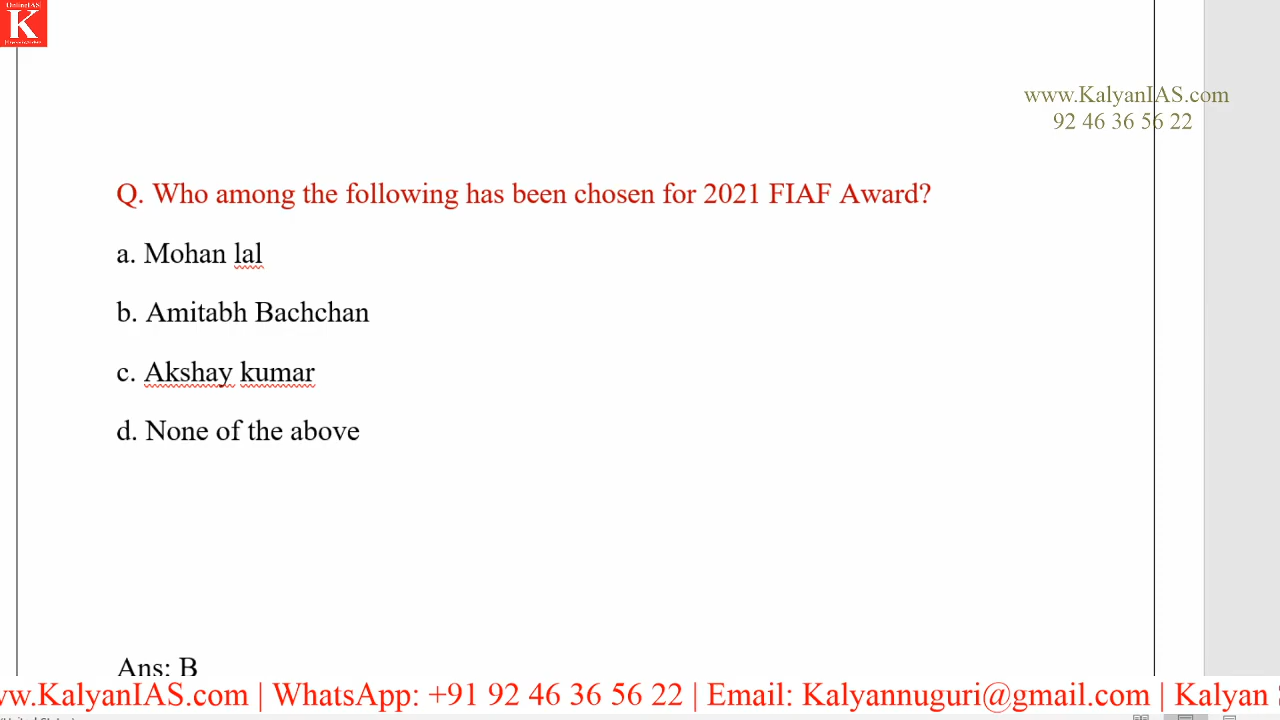 OnlineIAS
K
www.KalyanIAS.com
92 46 36 56 22
Q. Who among the following has been chosen for 2021 FIAF Award?
a. Mohan lal
b. Amitabh Bachchan
c. Akshay kumar
d. None of the above
Ans: B
ww.KalyanIAS.com | WhatsApp: +91 92 46 36 56 22 | Email: Kalyannuguri@gmail.com | Kalyan S